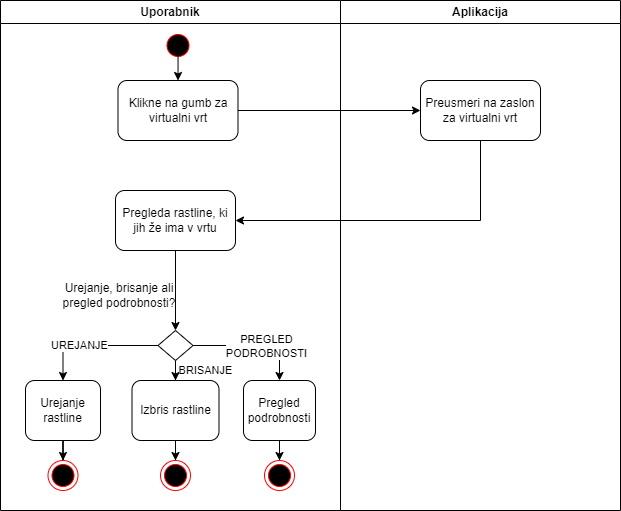 Uporabnik
Aplikacija
Klikne na gumb za
virtualni vrt
Preusmeri na zaslon
za virtualni vrt
Pregleda rastline, ki
jih že ima v vrtu
Urejanje, brisanje ali
pregled podrobnosti?
UREJANJE
PREGLED
PODROBNOSTI
BRISANJE
Urejanje
rastline
Izbris rastline
Pregled
podrobnosti